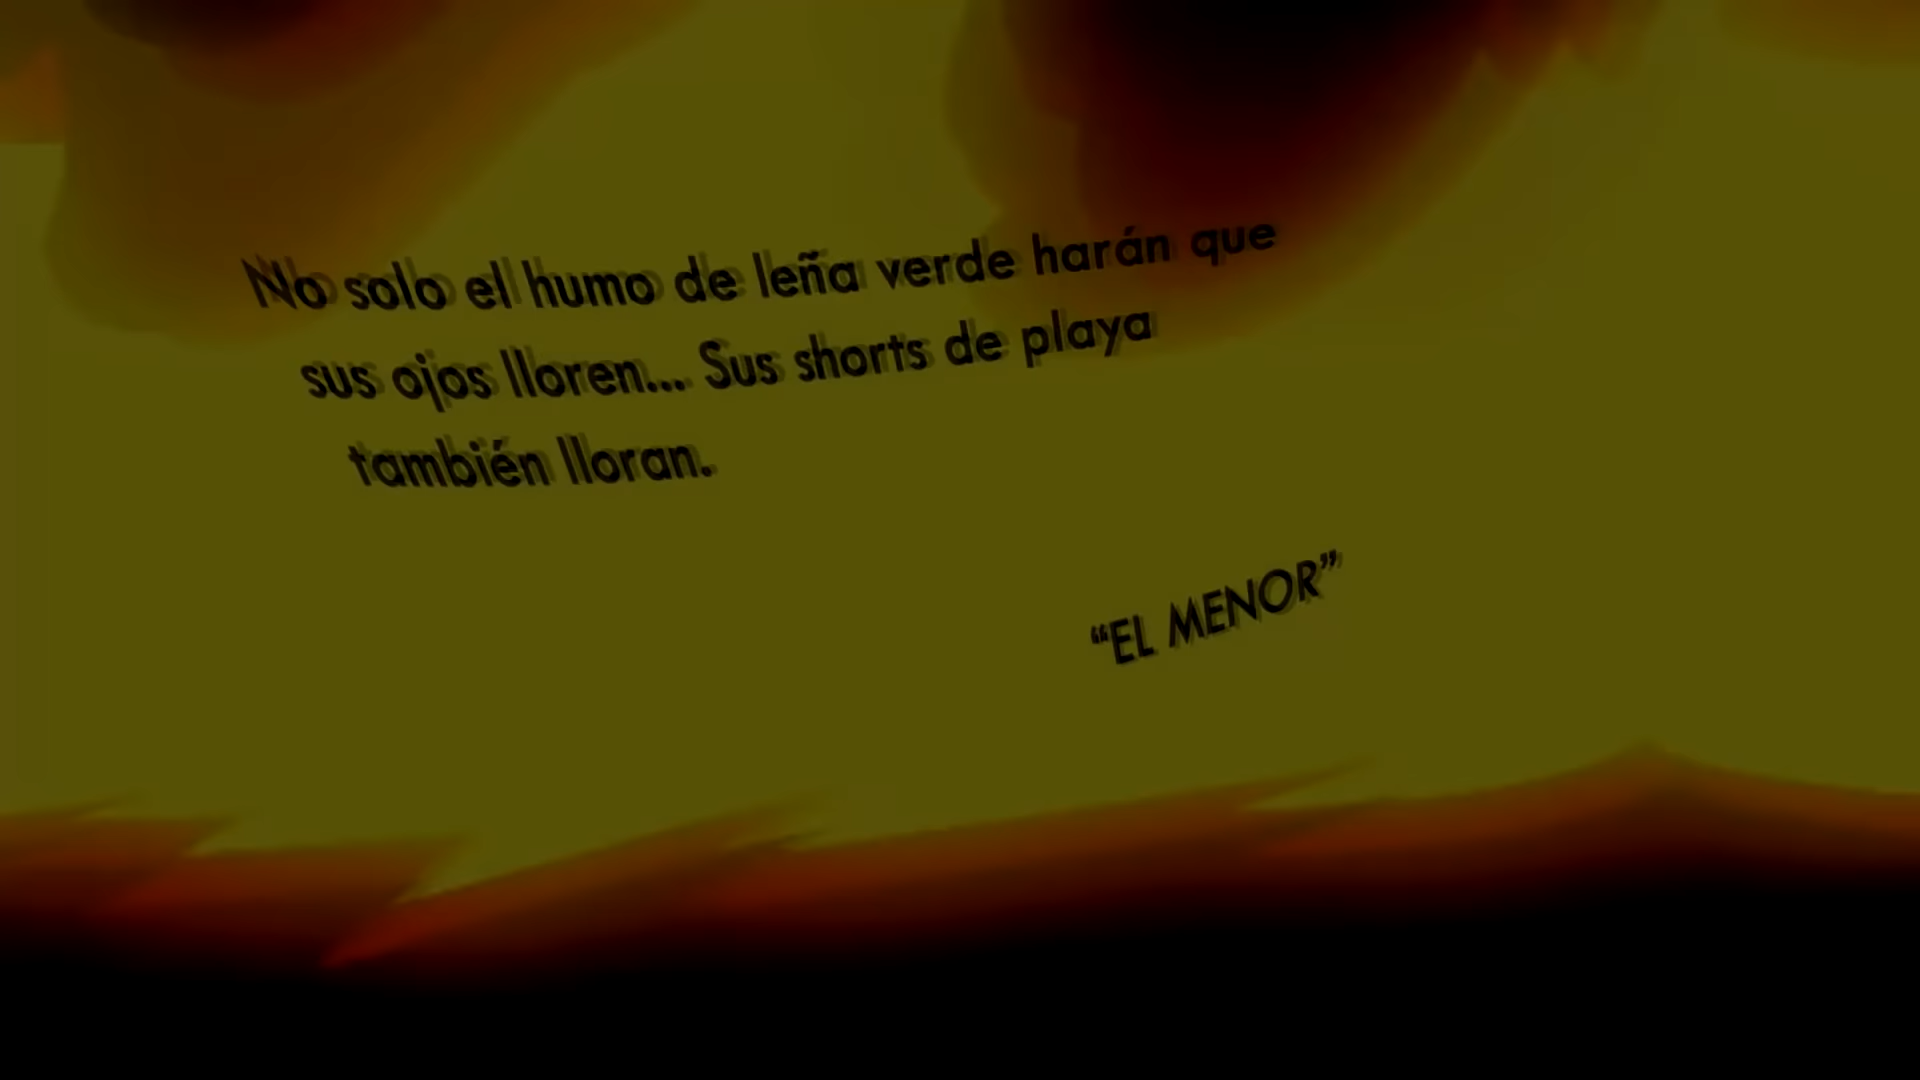 No solo el humo de leña verde harán que
sus ojos lloren... Sus shorts de playa
también lloran.
“EL MENOR”